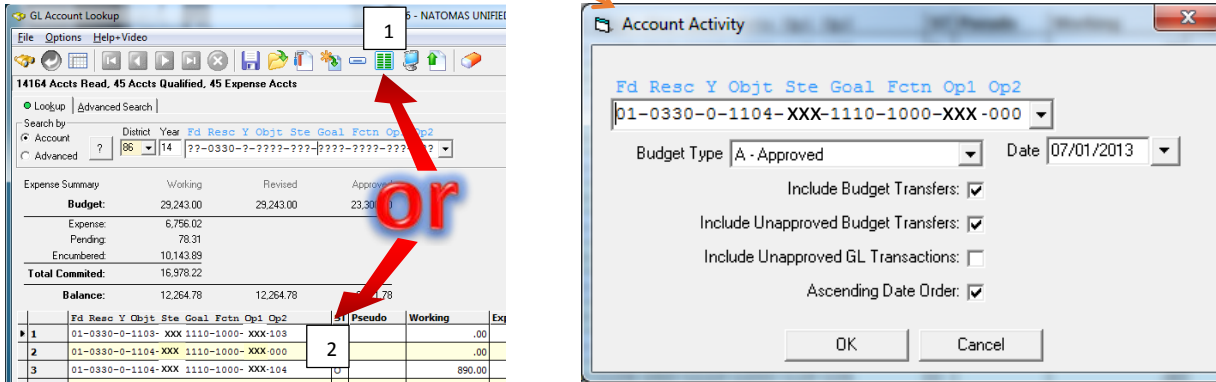 GL Account Lookup
5 - NATOMAS UNIFIED
1
File Options Help+Video
14164 Accts Read, 45 Accts Qualified, 45 Expense Accts
Lookup Advanced Search
Search by
Account
Advanced
?
District Year Fd Resc Y Objt Ste Goal Fctn Op1 Op2
86 14 ??-0330-?-????-???-????-????-???-???
Expense Summary Working Revised Approved
Budget: 29,243.00 29,243.00
or
Expense: 6,756.02
Pending: 78.31
Encumbered: 10,143.89
Total Commited: 16,978.22
Balance: 12,264.78 12,264.78
Fd Resc Y Objt Ste Goal Fctn Op1 Op2 ST Pseudo Working Exp
1 01-0330-0-1103- XXX 1110-1000- XXX-103 .00
2 01-0330-0-1104- XXX 1110-1000- XXX-000 .00
2
3 01-0330-0-1104- XXX 1110-1000- XXX-104 O 890.00
Account Activity
Fd Resc Y Objt Ste Goal Fctn Op1 Op2
01-0330-0-1104-XXX-1110-1000-XXX-000
Budget Type A - Approved Date 07/01/2013
Include Budget Transfers:
Include Unapproved Budget Transfers:
Include Unapproved GL Transactions:
Ascending Date Order:
OK Cancel